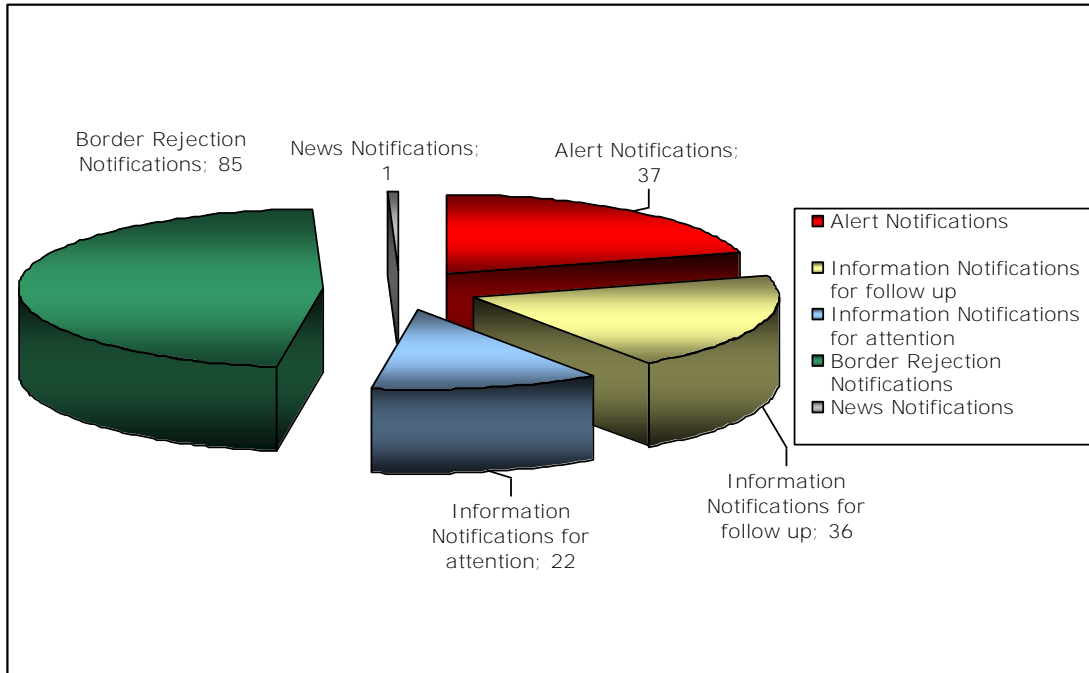 Border Rejection
Notifications; 85
News Notifications;
1
Alert Notifications;
37
Alert Notifications
Information Notifications
for follow up
Information Notifications
for attention
Border Rejection
Notifications
News Notifications
Information
Notifications for
attention; 22
Information
Notifications for
follow up; 36